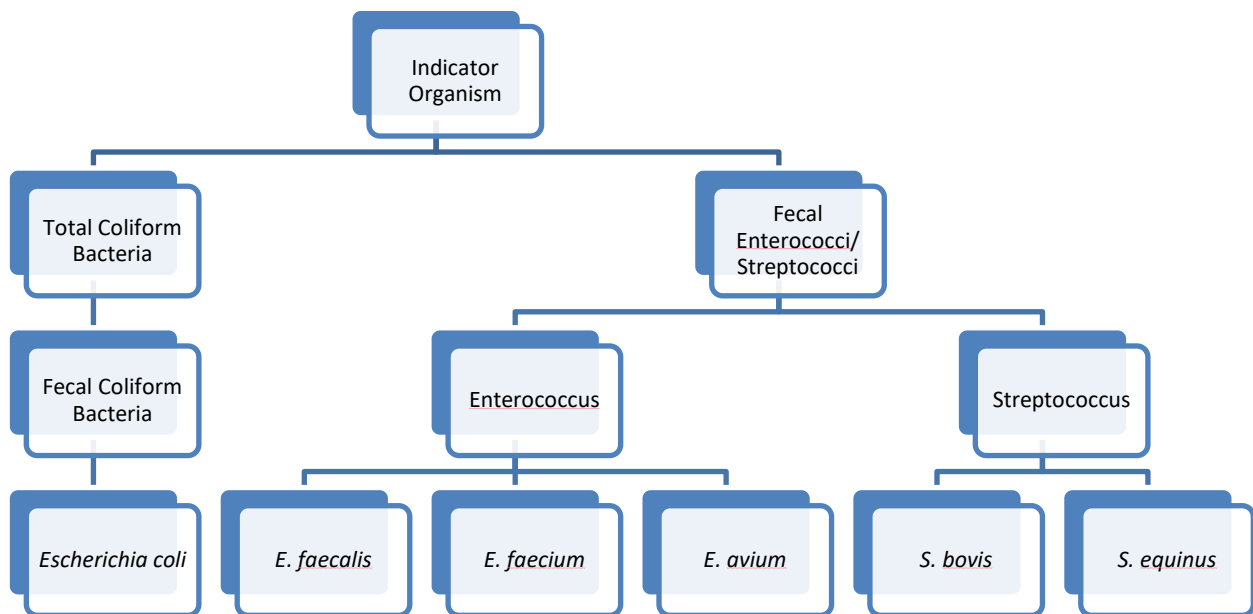 Indicator
Organism
Total Coliform
Bacteria
Fecal
Enterococci/
Streptococci
Fecal Coliform
Bacteria
Enterococcus
Streptococcus
Escherichia coli
E. faecalis
E. faecium
E. avium
S. bovis
S. equinus